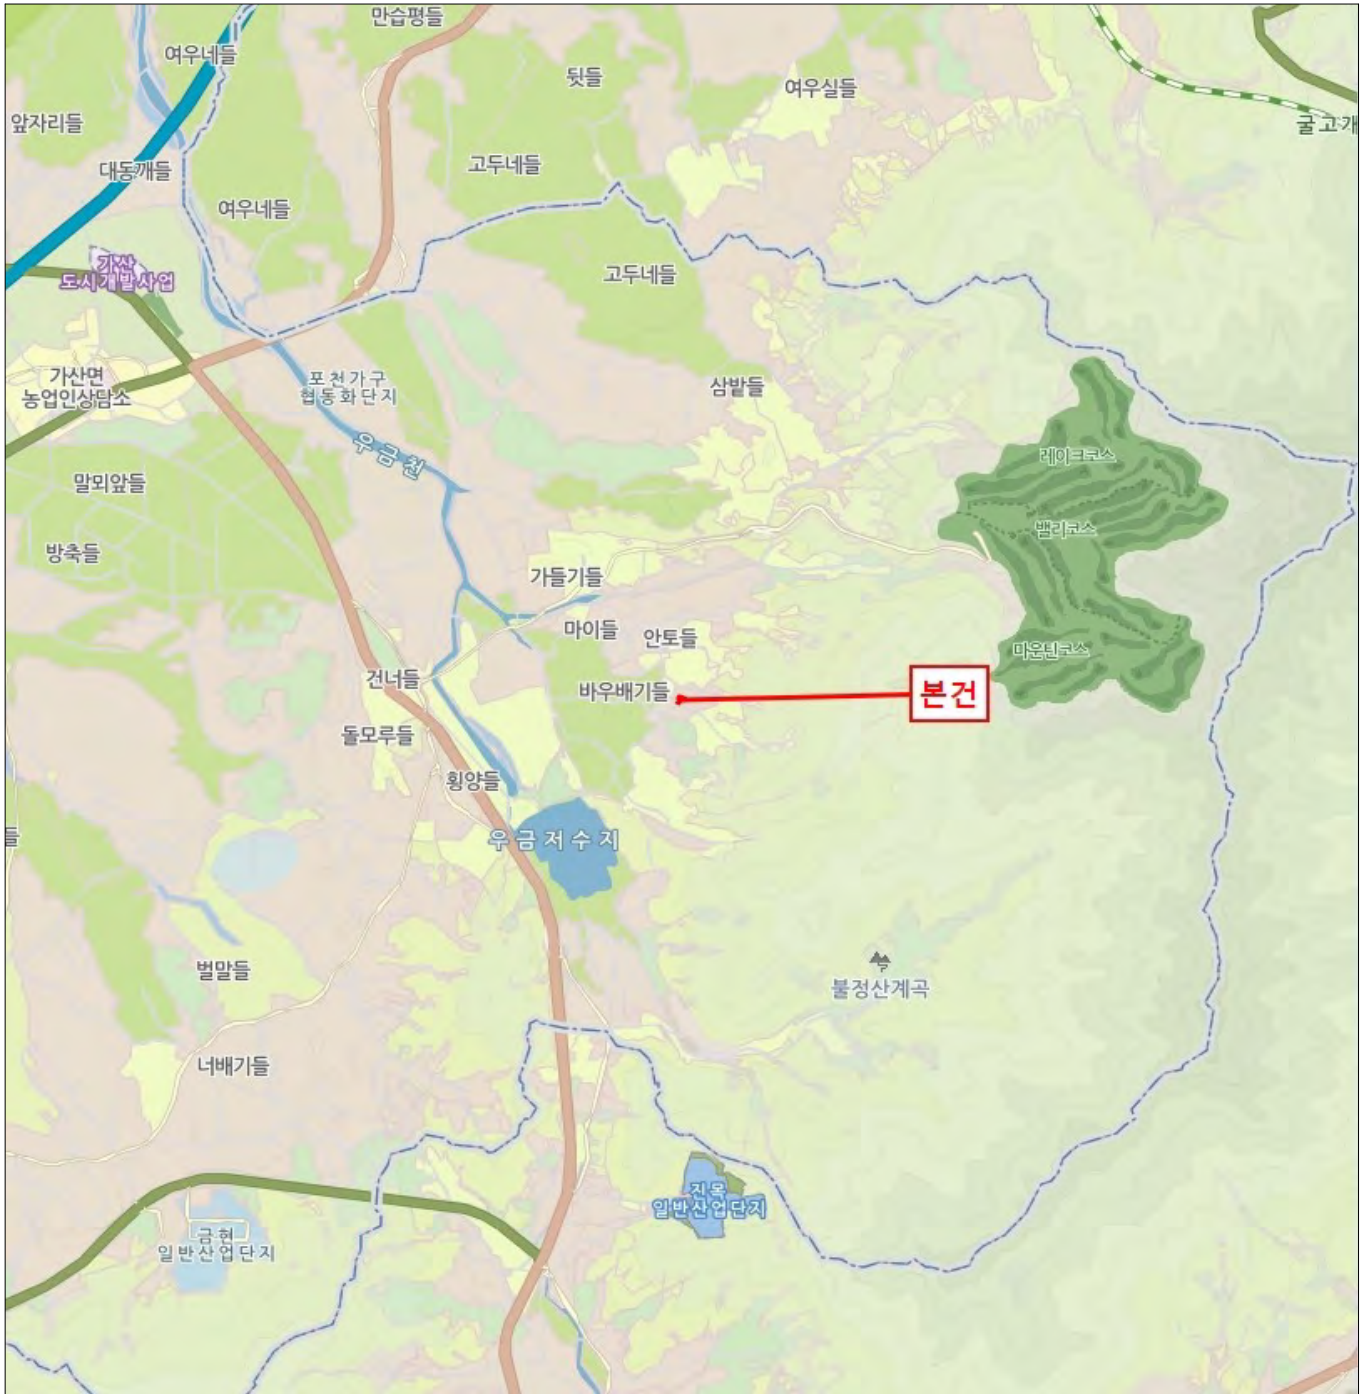 만습평들
여우네들
뒷들
여우실들
앞자리들
굴고개
대동깨들
고두네들
여우네들
가산
도시개발사업
고두네들
가산면
농업인상담소
포천가구
협동화단지
삼밭들
우금천
레이크코스
말뫼앞들
밸리코스
방축들
가들기들
마이들
안토들
마운틴코스
건너들
바우배기들
본건
돌모루들
횡양들
들
우금저수지
벌말들
불정산계곡
너배기들
진목
일반산업단지
금현
일반산업단지